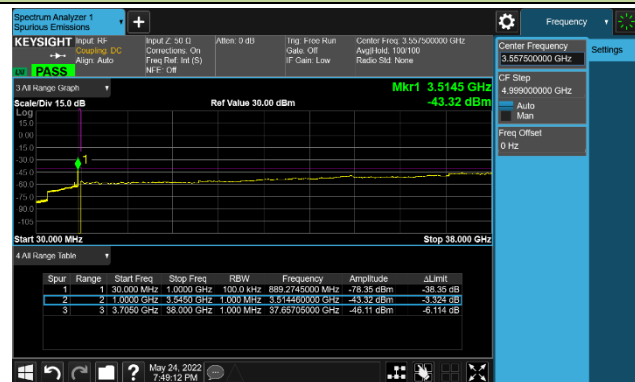 Spectrum Analyzer 1
Spurious Emissions
Frequency
KEYSIGHT
Input: RF
Coupling: DC
Align: Auto
Input Z: 50 Ω
Corrections: On
Freq Ref: Int (S)
NFE: Off
Atten: 0 dB
Trig: Free Run
Gate: Off
IF Gain: Low
Center Freq: 3.557500000 GHz
Avg|Hold: 100/100
Radio Std: None
PASS
Center Frequency
3.557500000 GHz
Settings
CF Step
4.999000000 GHz
Auto
Man
Freq Offset
0 Hz
3 All Range Graph
Mkr1 3.5145 GHz
-43.32 dBm
Scale/Div 15.0 dB
Ref Value 30.00 dBm
Log
15.0
0.00
-15.0
-30.0
-45.0
-60.0
-75.0
-90.0
-105
1
Start 30.000 MHz
Stop 38.000 GHz
4 All Range Table
Spur Range Start Freq Stop Freq RBW Frequency Amplitude ΔLimit
1 1 30.000 MHz 1.0000 GHz 100.0 kHz 889.2745000 MHz -78.35 dBm -38.35 dB
2 2 1.0000 GHz 3.5450 GHz 1.000 MHz 3.514460000 GHz -43.32 dBm -3.324 dB
3 3 3.7050 GHz 38.000 GHz 1.000 MHz 37.65705000 GHz -46.11 dBm -6.114 dB
?
May 24, 2022
7:49:12 PM